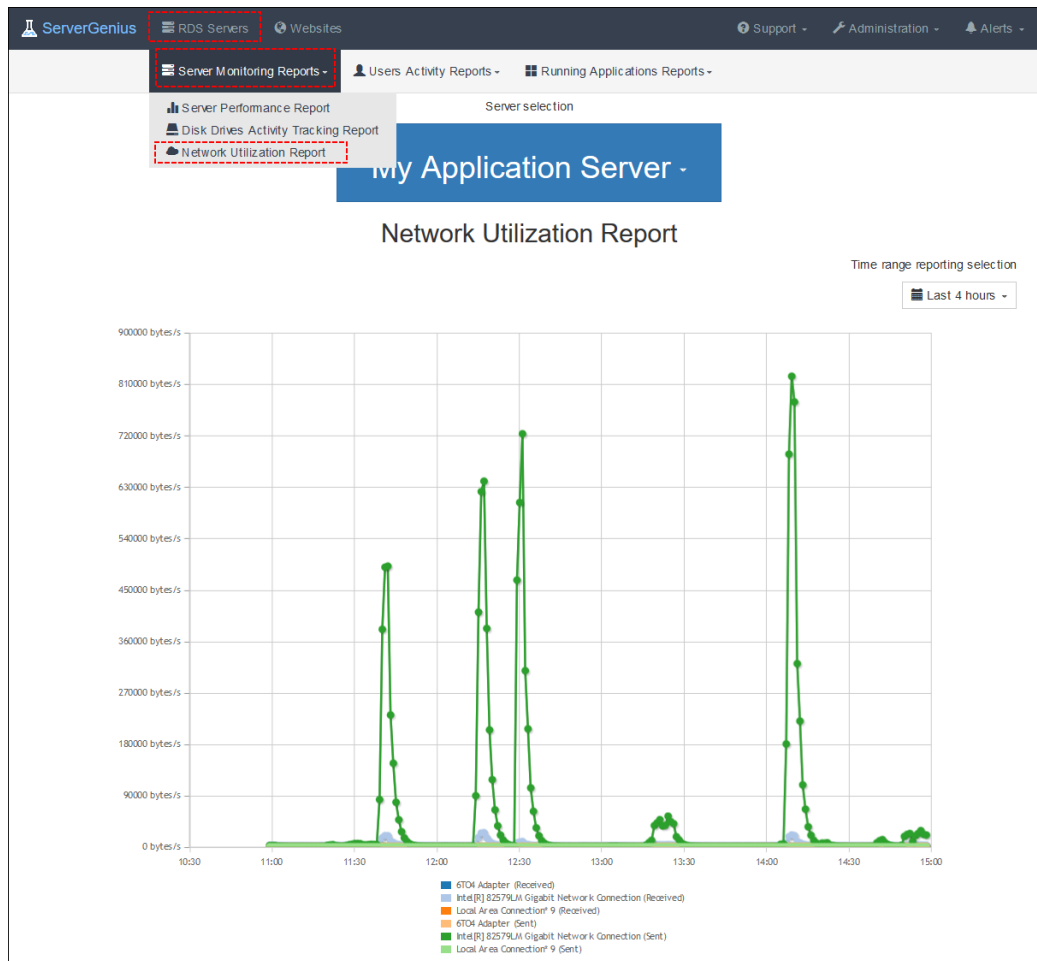 ServerGenius RDS Servers Websites Support Administration Alerts
Server Monitoring Reports Users Activity Reports Running Applications Reports
Server Performance Report
Disk Drives Activity Tracking Report
Network Utilization Report
Server selection
My Application Server
Network Utilization Report
Time range reporting selection
Last 4 hours
900000 bytes/s
810000 bytes/s
720000 bytes/s
630000 bytes/s
540000 bytes/s
450000 bytes/s
360000 bytes/s
270000 bytes/s
180000 bytes/s
90000 bytes/s
0 bytes/s
10:30 11:00 11:30 12:00 12:30 13:00 13:30 14:00 14:30 15:00
6TO4 Adapter (Received)
Intel[R] 82579LM Gigabit Network Connection (Received)
Local Area Connection* 9 (Received)
6TO4 Adapter (Sent)
Intel[R] 82579LM Gigabit Network Connection (Sent)
Local Area Connection* 9 (Sent)